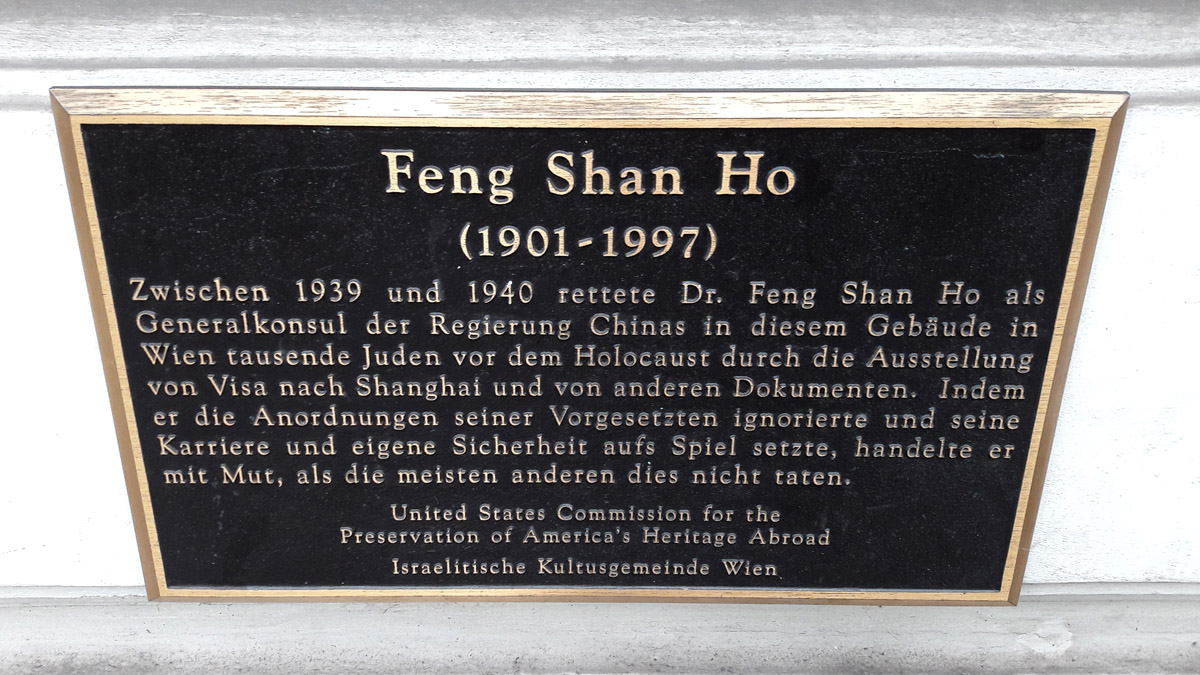 Feng Shan Ho
(1901-1997)
Zwischen 1939 und 1940 rettete Dr. Feng Shan Ho als
Generalkonsul der Regierung Chinas in diesem Gebäude in
Wien tausende Juden vor dem Holocaust durch die Ausstellung
von Visa nach Shanghai und von anderen Dokumenten. Indem
er die Anordnungen seiner Vorgesetzten ignorierte und seine
Karriere und eigene Sicherheit aufs Spiel setzte, handelte er
mit Mut, als die meisten anderen dies nicht taten.
United States Commission for the
Preservation of America's Heritage Abroad
Israelitische Kultusgemeinde Wien